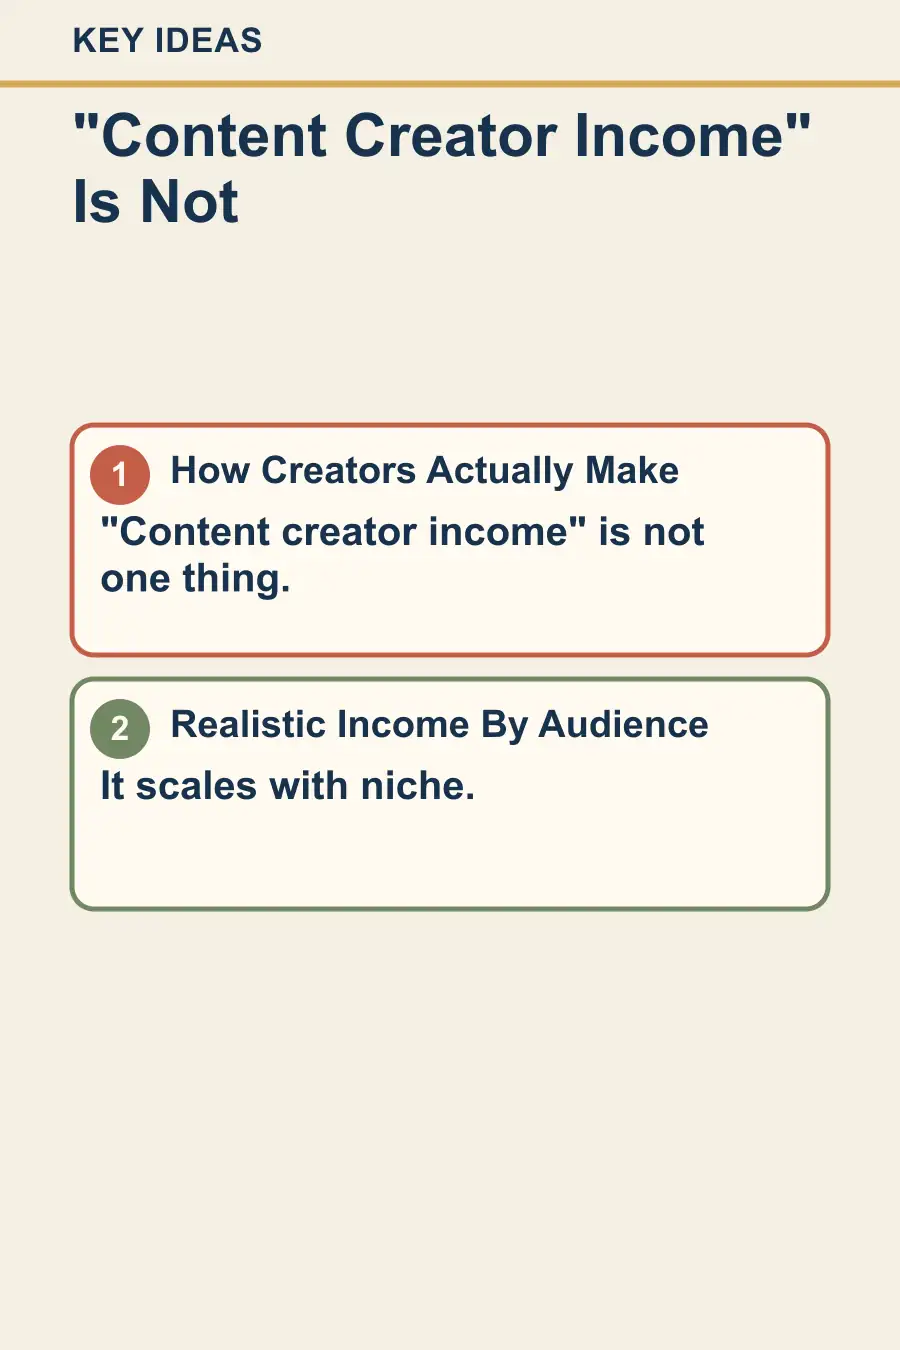 KEY IDEAS
"Content Creator Income"
Is Not
1 How Creators Actually Make
"Content creator income" is not
one thing.
2 Realistic Income By Audience
It scales with niche.